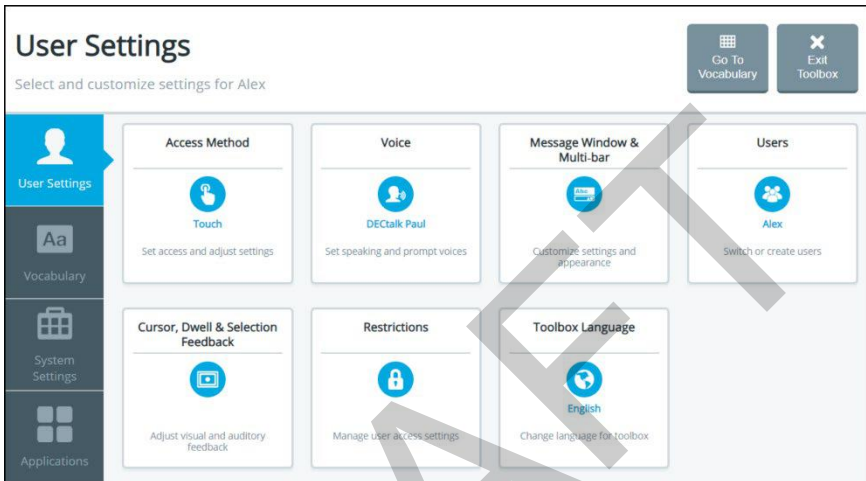 User Settings
Select and customize settings for Alex
Go To
Vocabulary
Exit
Toolbox
User Settings
Aa
Vocabulary
System
Settings
Applications
Access Method
Touch
Set access and adjust settings
Voice
DECtalk Paul
Set speaking and prompt voices
Message Window &
Multi-bar
Customize settings and
appearance
Users
Alex
Switch or create users
Cursor, Dwell & Selection
Feedback
Adjust visual and auditory
feedback
Restrictions
Manage user access settings
Toolbox Language
English
Change language for toolbox